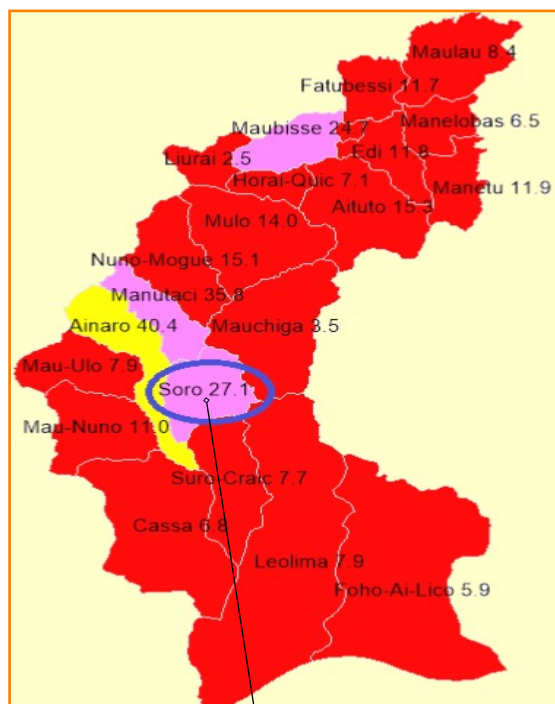 Maulau 8.4
Fatubessi 11.7
Maubisse 24.7
Manelobas 6.5
Edi 11.8
Liurai 2.5
Horai-Quic 7.1
Manetu 11.9
Aituto 15.3
Mulo 14.0
Nuno-Mogue 15.1
Manutaci 35.8
Ainaro 40.4
Mauchiga 3.5
Mau-Ulo 7.9
Soro 27.1
Mau-Nuno 11.0
Suro-Craic 7.7
Cassa 6.8
Leolima 7.9
Foho-Ai-Lico 5.9